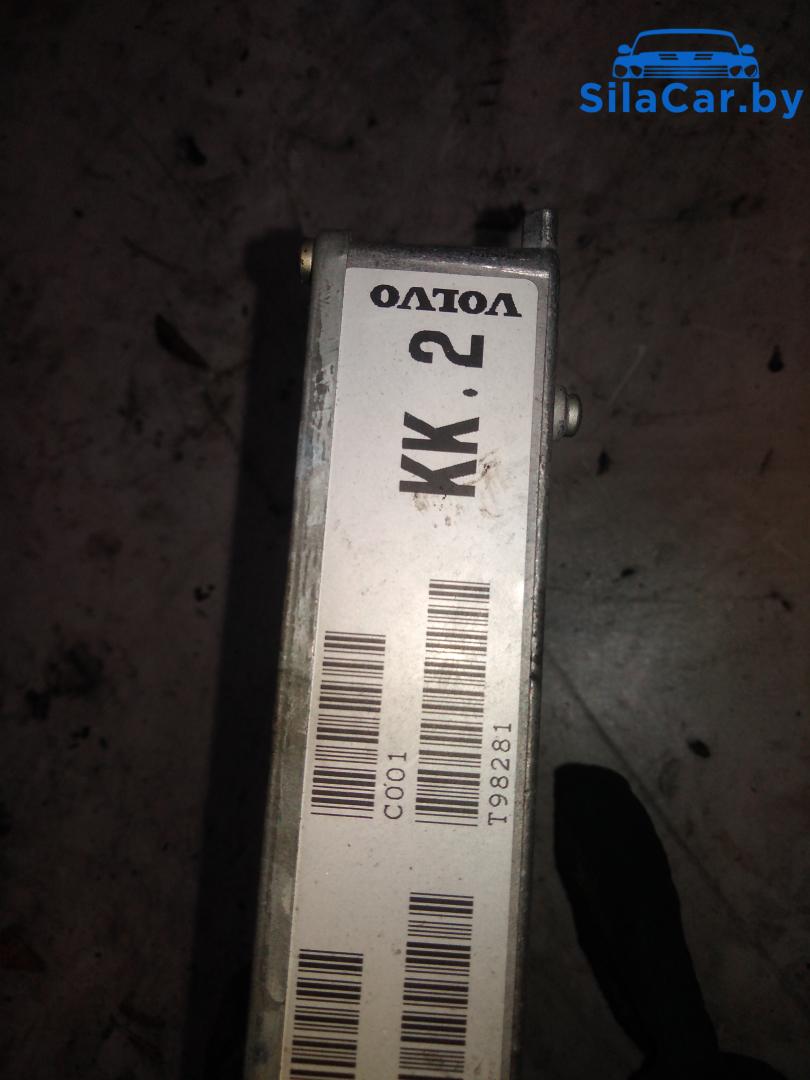 SilaCar.by
VOLVO
KK.2
C001
T98281